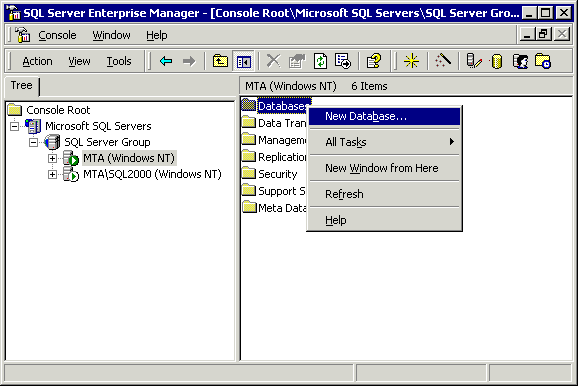 SQL Server Enterprise Manager - [Console Root\Microsoft SQL Servers\SQL Server Gro...
Console Window Help
Action View Tools
Tree
MTA (Windows NT) 6 Items
Console Root
Microsoft SQL Servers
SQL Server Group
MTA (Windows NT)
MTA\SQL2000 (Windows NT)
Databases
Data Tran
Manageme
Replication
Security
Support S
Meta Data
New Database...
All Tasks
New Window from Here
Refresh
Help